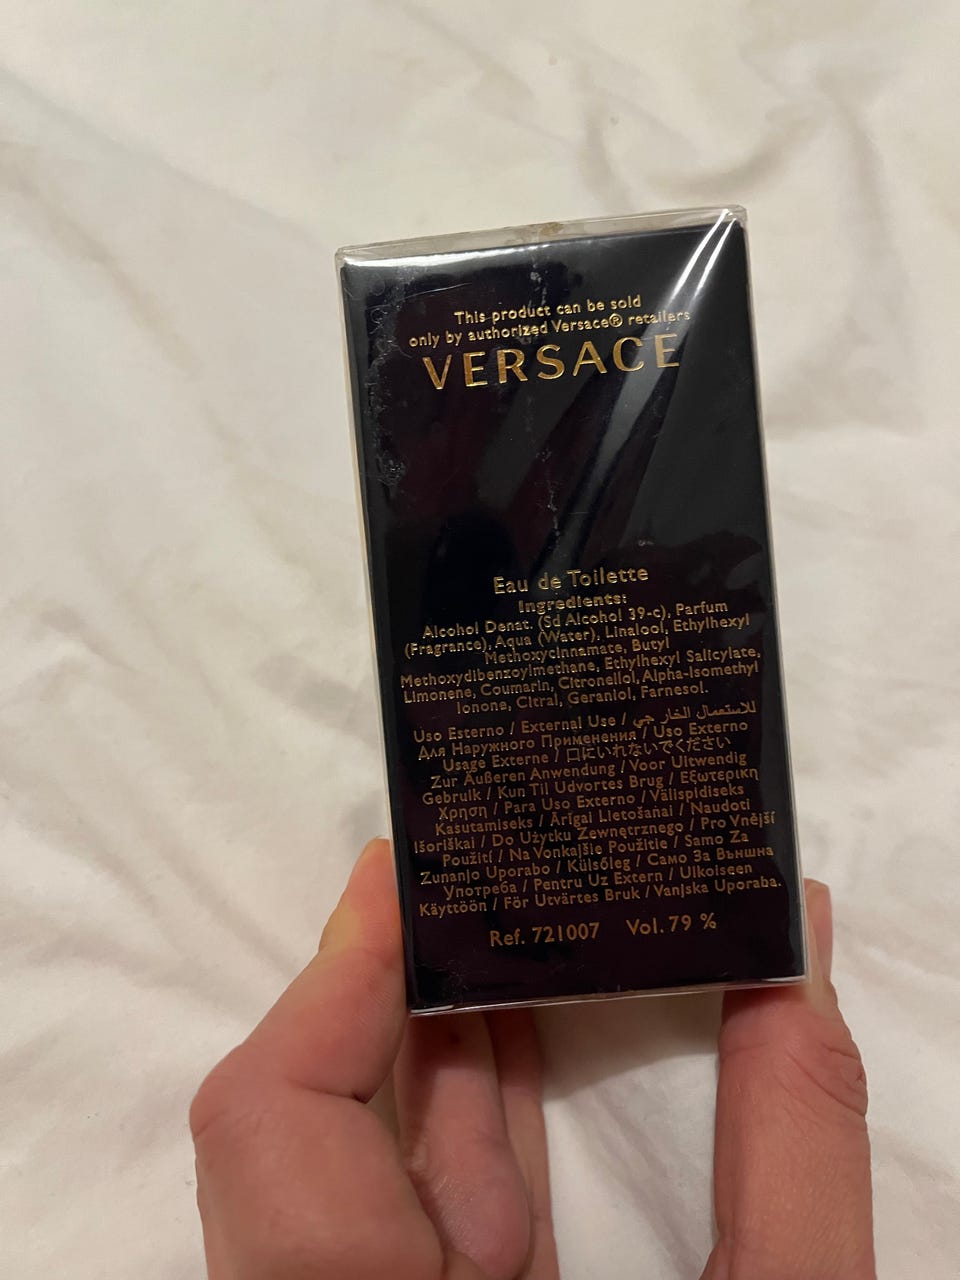 This product can be sold
only by authorized Versace® retailers
VERSACE
Eau de Toilette
Ingredients:
Alcohol Denat. (Sd Alcohol 39-c), Parfum
(Fragrance), Aqua (Water), Linalool, Ethylhexyl
Methoxycinnamate, Butyl
Methoxydibenzoylmethane, Ethylhexyl Salicylate,
Limonene, Coumarin, Citronellol, Alpha-Isomethyl
Ionone, Citral, Geraniol, Farnesol.
Uso Esterno / External Use / للاستعمال الخار جي
Для Наружного Применения / Uso Externo
Usage Externe / 口にいれないでください
Zur Äußeren Anwendung / Voor Uitwendig
Gebruik / Kun Til Udvortes Brug / Εξωτερικη
Χρηση / Para Uso Externo / Välispidiseks
Kasutamiseks / Ārīgai Lietošanai / Naudoti
Išoriškai / Do Użytku Zewnętrznego / Pro Vnější
Použití / Na Vonkajšie Použitie / Samo Za
Zunanjo Uporabo / Külsőleg / Само За Външна
Употреба / Pentru Uz Extern / Ulkoiseen
Käyttöön / För Utvärtes Bruk / Vanjska Uporaba.
Ref. 721007 Vol. 79 %